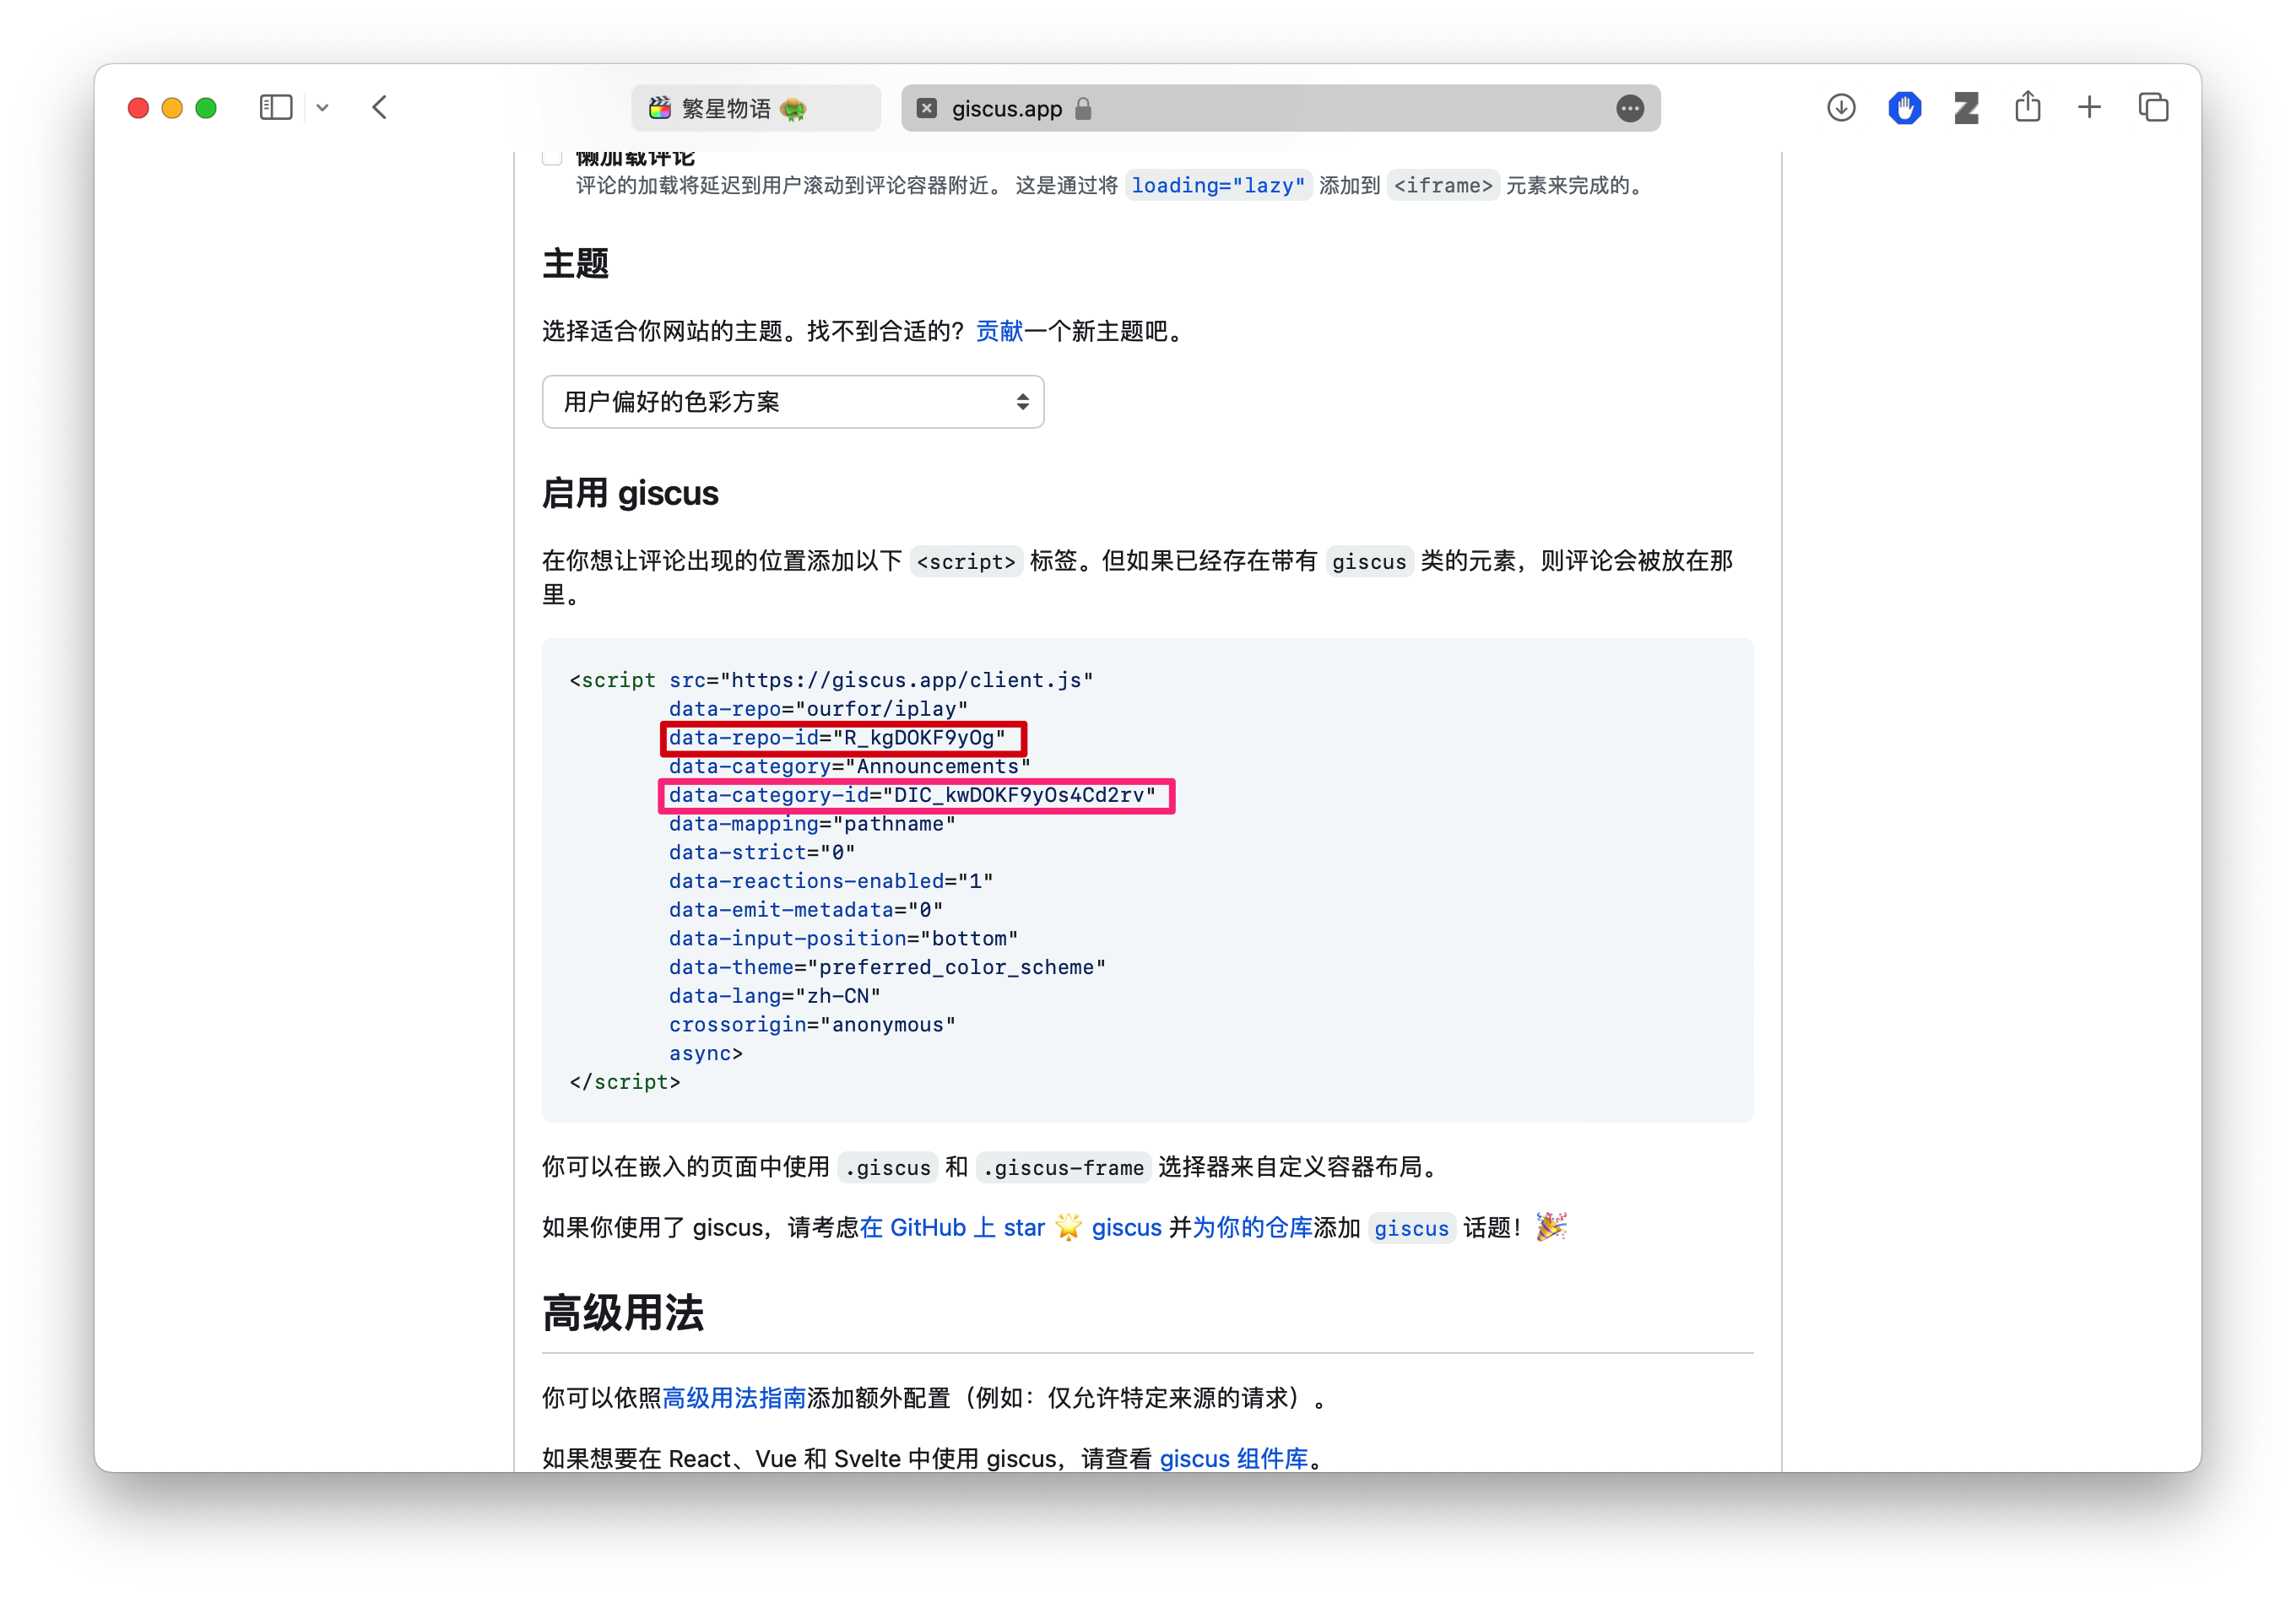 繁星物语
giscus.app
懒加载评论
评论的加载将延迟到用户滚动到评论容器附近。 这是通过将 loading="lazy" 添加到 <iframe> 元素来完成的。
主题
选择适合你网站的主题。找不到合适的？贡献一个新主题吧。
用户偏好的色彩方案
启用 giscus
在你想让评论出现的位置添加以下 <script> 标签。但如果已经存在带有 giscus 类的元素，则评论会被放在那
里。
<script src="https://giscus.app/client.js"
data-repo="ourfor/iplay"
data-repo-id="R_kgDOKF9yOg"
data-category="Announcements"
data-category-id="DIC_kwDOKF9yOs4Cd2rv"
data-mapping="pathname"
data-strict="0"
data-reactions-enabled="1"
data-emit-metadata="0"
data-input-position="bottom"
data-theme="preferred_color_scheme"
data-lang="zh-CN"
crossorigin="anonymous"
async>
</script>
你可以在嵌入的页面中使用 .giscus 和 .giscus-frame 选择器来自定义容器布局。
如果你使用了 giscus，请考虑在 GitHub 上 star 🌟 giscus 并为你的仓库添加 giscus 话题！🎉
高级用法
你可以依照高级用法指南添加额外配置（例如：仅允许特定来源的请求）。
如果想要在 React、Vue 和 Svelte 中使用 giscus，请查看 giscus 组件库。